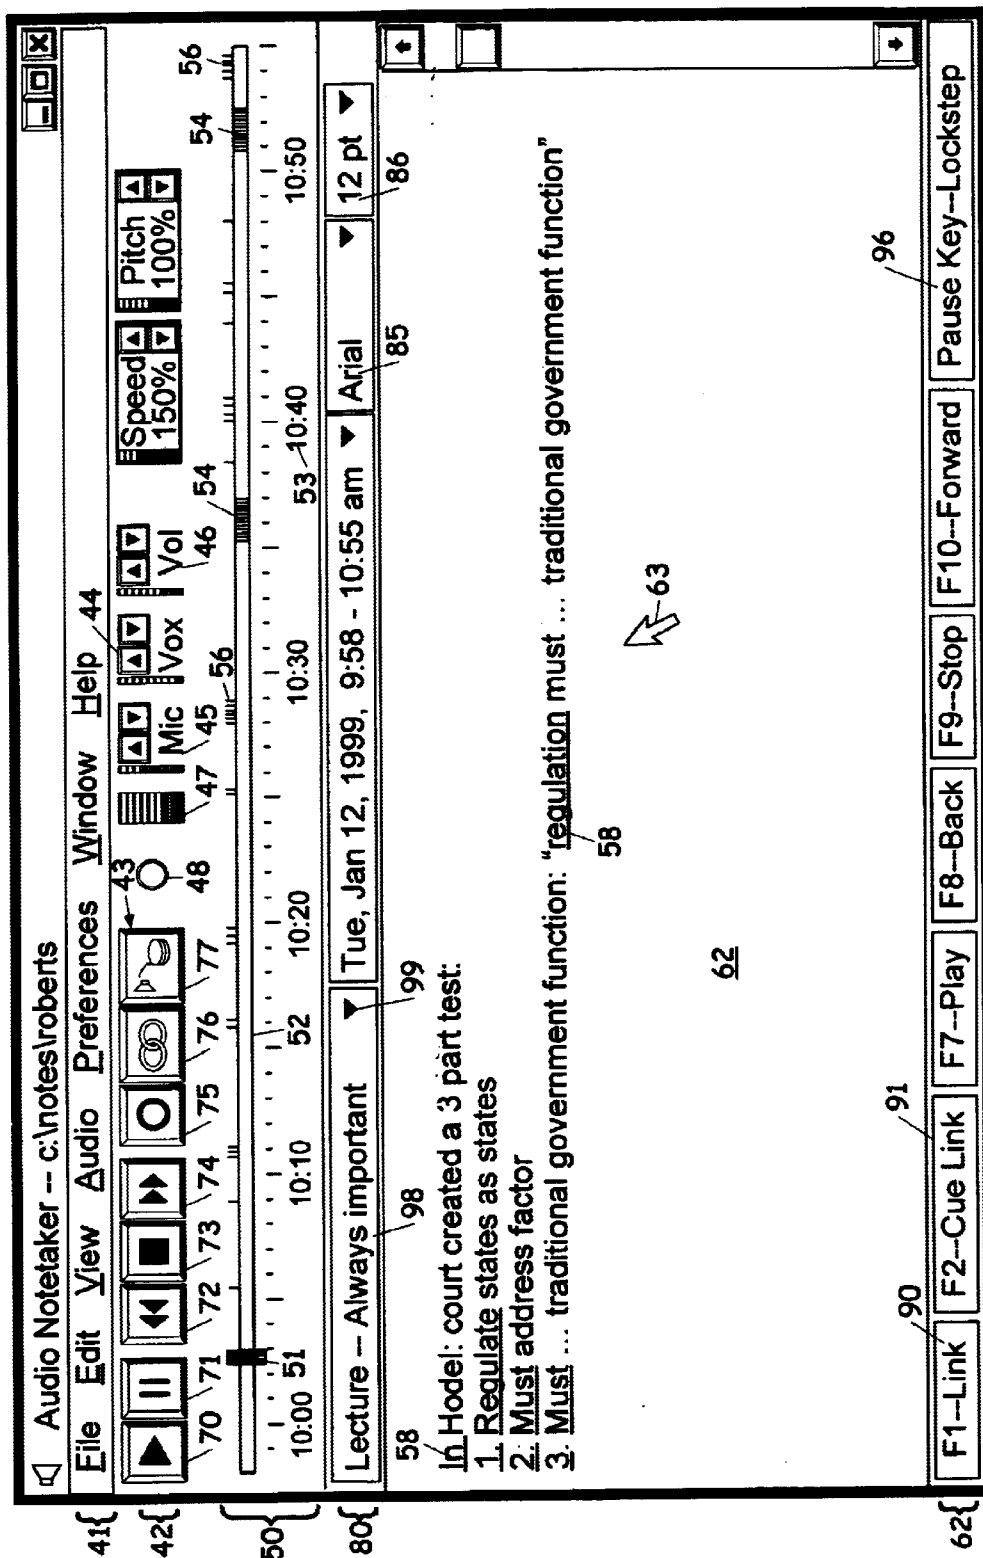 Audio Notetaker -- c:\notes\roberts
41 File Edit View Audio Preferences Window Help 44
43
42 Speed 150% Pitch 100%
Mic Vox Vol
70 71 72 73 74 75 76 77 48 47 45 56 46 54 54 56
50 51 52 53
10:00 10:10 10:20 10:30 10:40 10:50
80 Lecture -- Always important Tue, Jan 12, 1999, 9:58 - 10:55 am Arial 12 pt
58 98 99 85 86
In Hodel: court created a 3 part test:
1. Regulate states as states
2. Must address factor
3. Must ... traditional government function: "regulation must ... traditional government function"
58 63
62
90 91 96
62 F1--Link F2--Cue Link F7--Play F8--Back F9--Stop F10--Forward Pause Key--Lockstep